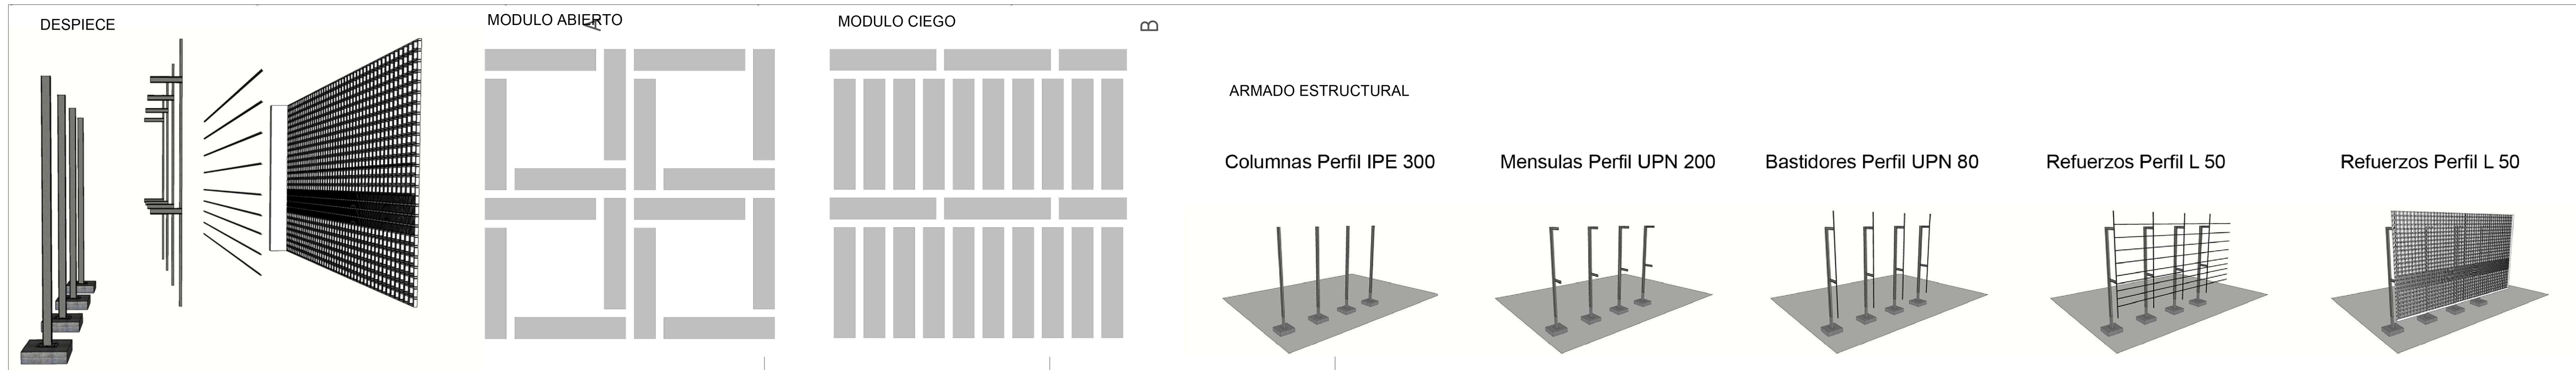 DESPIECE
MODULO ABIERTO
A
MODULO CIEGO
B
ARMADO ESTRUCTURAL
Columnas Perfil IPE 300
Mensulas Perfil UPN 200
Bastidores Perfil UPN 80
Refuerzos Perfil L 50
Refuerzos Perfil L 50